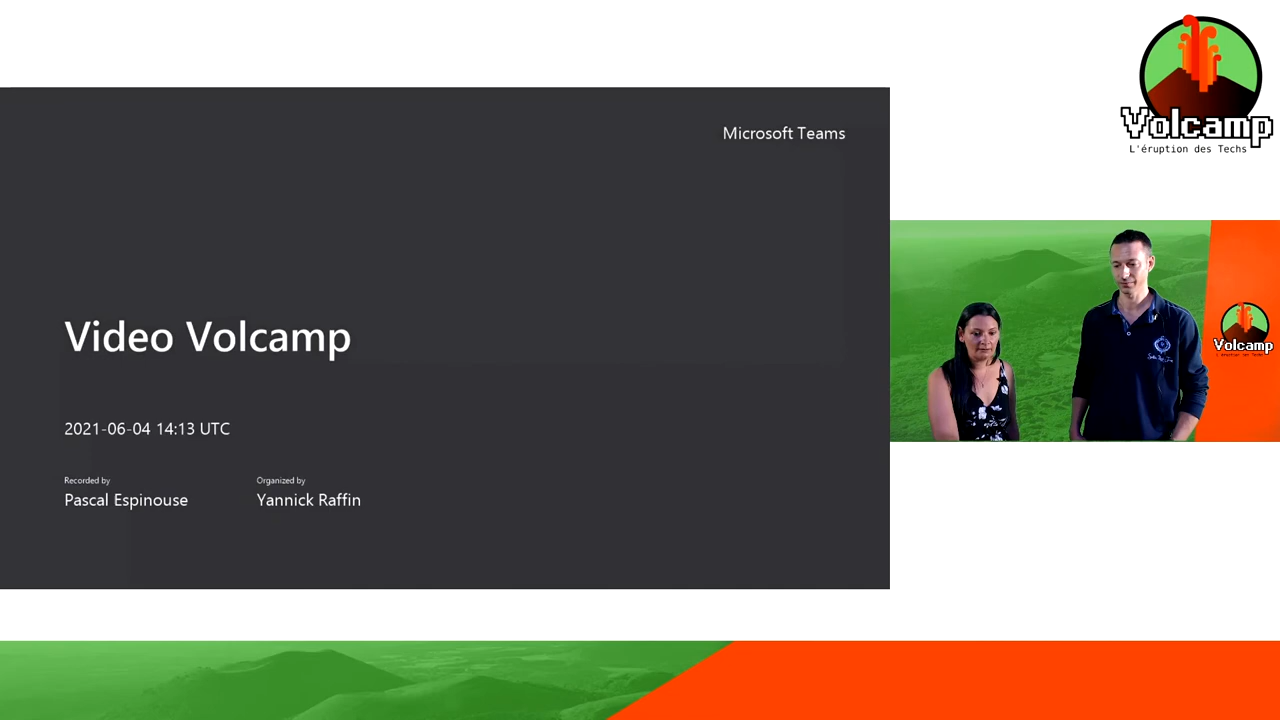 Microsoft Teams
Video Volcamp
2021-06-04 14:13 UTC
Recorded by
Pascal Espinouse
Organized by
Yannick Raffin
Volcamp
L'éruption des Techs
Volcamp